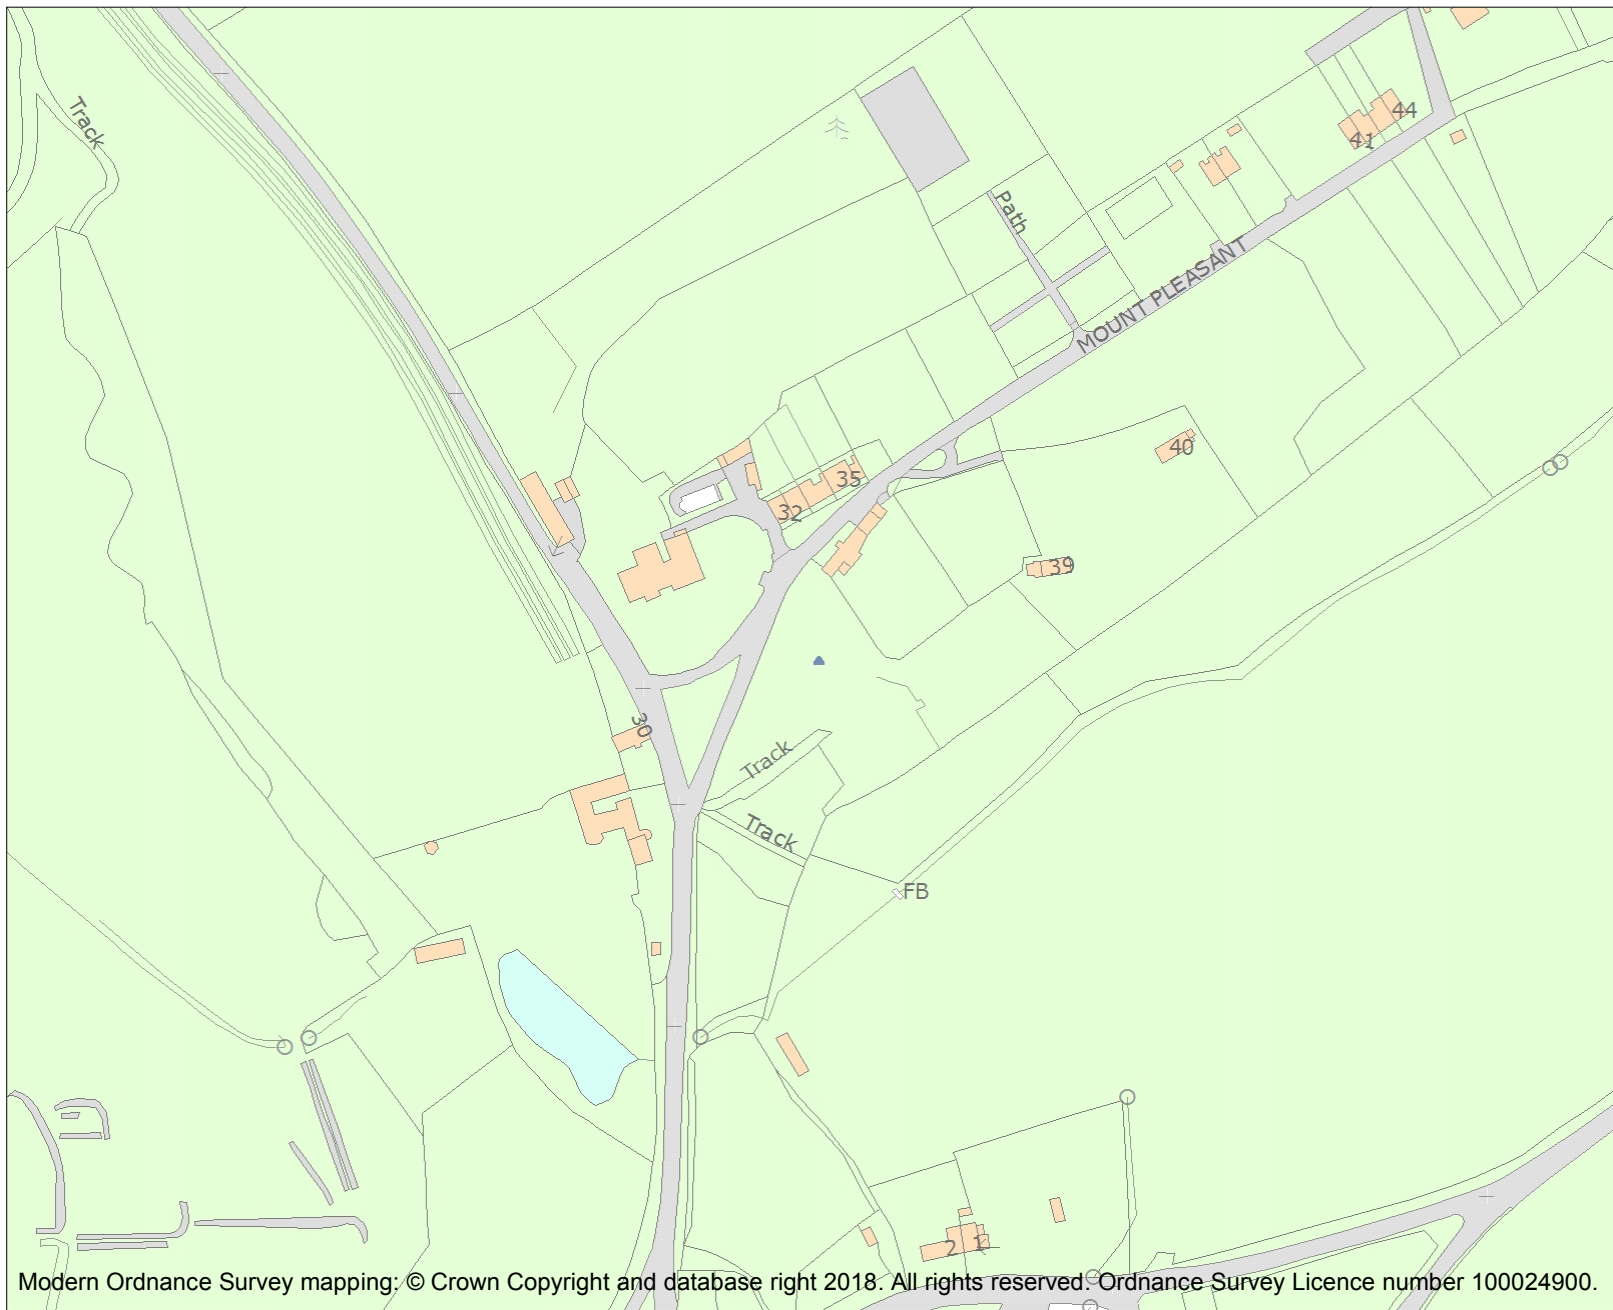 Track
44
41
Path
MOUNT PLEASANT
40
35
32
39
30
Track
Track
FB
2 1
Modern Ordnance Survey mapping: © Crown Copyright and database right 2018. All rights reserved. Ordnance Survey Licence number 100024900.